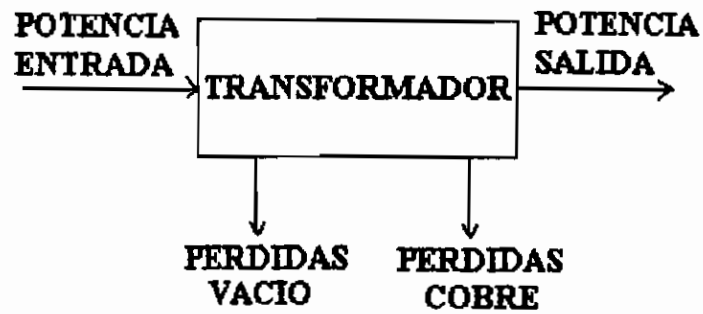 POTENCIA
ENTRADA
TRANSFORMADOR
POTENCIA
SALIDA
PERDIDAS
VACIO
PERDIDAS
COBRE